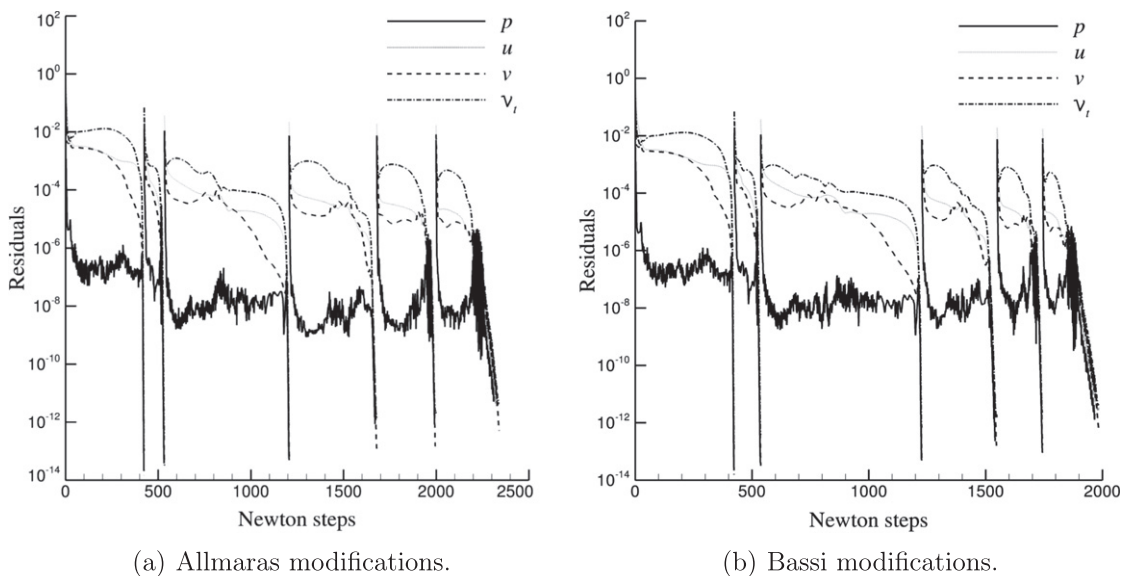 10^2
10^0
10^-2
10^-4
10^-6
10^-8
10^-10
10^-12
10^-14
Residuals
p
u
v
ν_t
0 500 1000 1500 2000 2500
Newton steps
(a) Allmaras modifications.
10^2
10^0
10^-2
10^-4
10^-6
10^-8
10^-10
10^-12
10^-14
Residuals
p
u
v
ν_t
0 500 1000 1500 2000
Newton steps
(b) Bassi modifications.